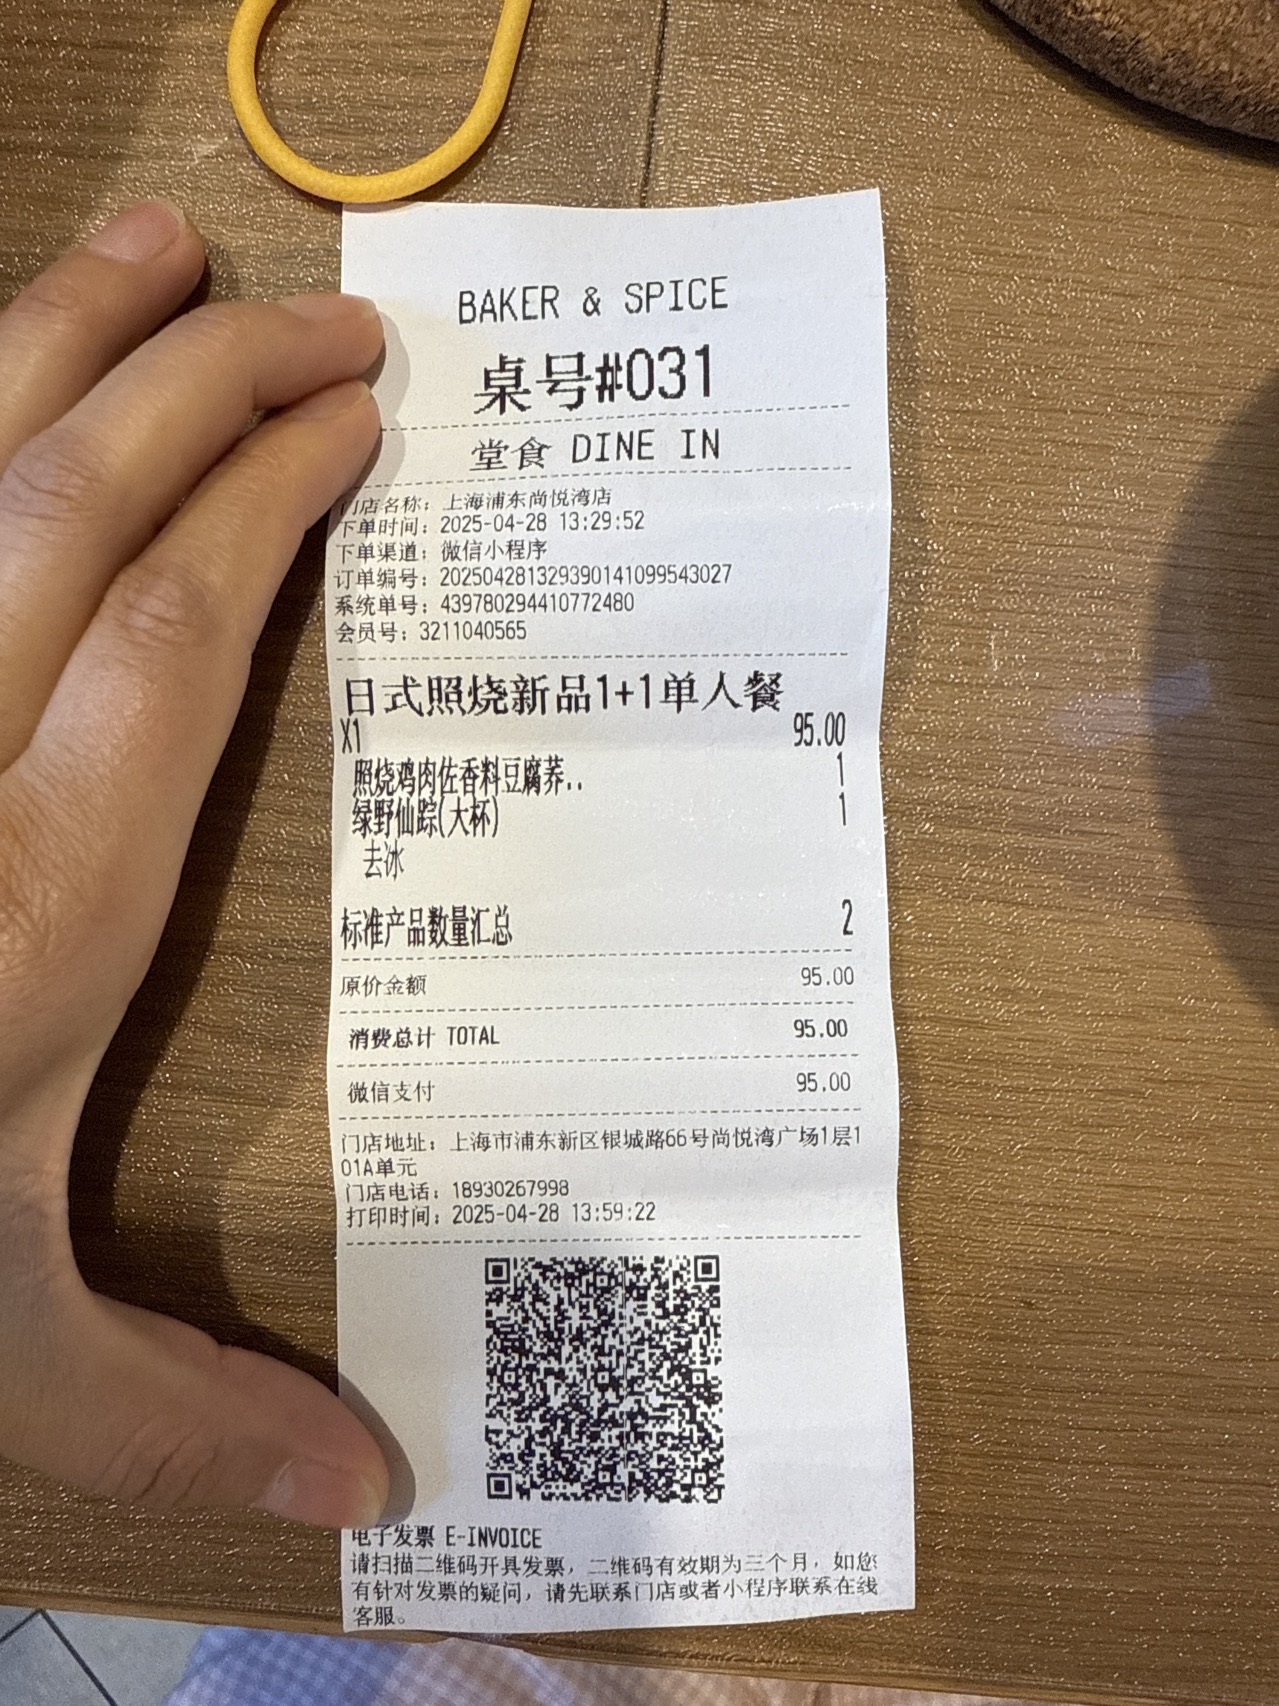 BAKER & SPICE
桌号#031
堂食 DINE IN
门店名称：上海浦东尚悦湾店
下单时间：2025-04-28 13:29:52
下单渠道：微信小程序
订单编号：2025042813293901​41099543027
系统单号：439780294410772480
会员号：3211040565
日式照烧新品1+1单人餐
X1 95.00
照烧鸡肉佐香料豆腐荞.. 1
绿野仙踪(大杯) 1
去冰
标准产品数量汇总 2
原价金额 95.00
消费总计 TOTAL 95.00
微信支付 95.00
门店地址：上海市浦东新区银城路66号尚悦湾广场1层1
01A单元
门店电话：18930267998
打印时间：2025-04-28 13:59:22
电子发票 E-INVOICE
请扫描二维码开具发票，二维码有效期为三个月，如您
有针对发票的疑问，请先联系门店或者小程序联系在线
客服。